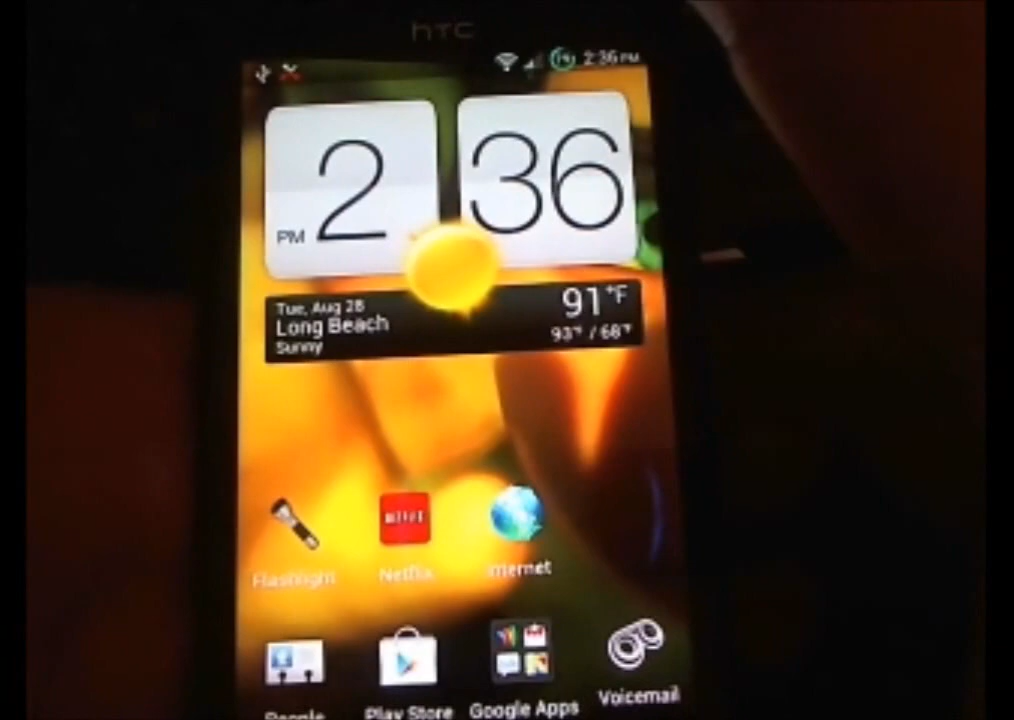 hTC
2:36 PM
2
36
PM
Tue, Aug 28
91°F
Long Beach
93°F / 68°F
Sunny
Flashlight
Netflix
Internet
People
Play Store
Google Apps
Voicemail